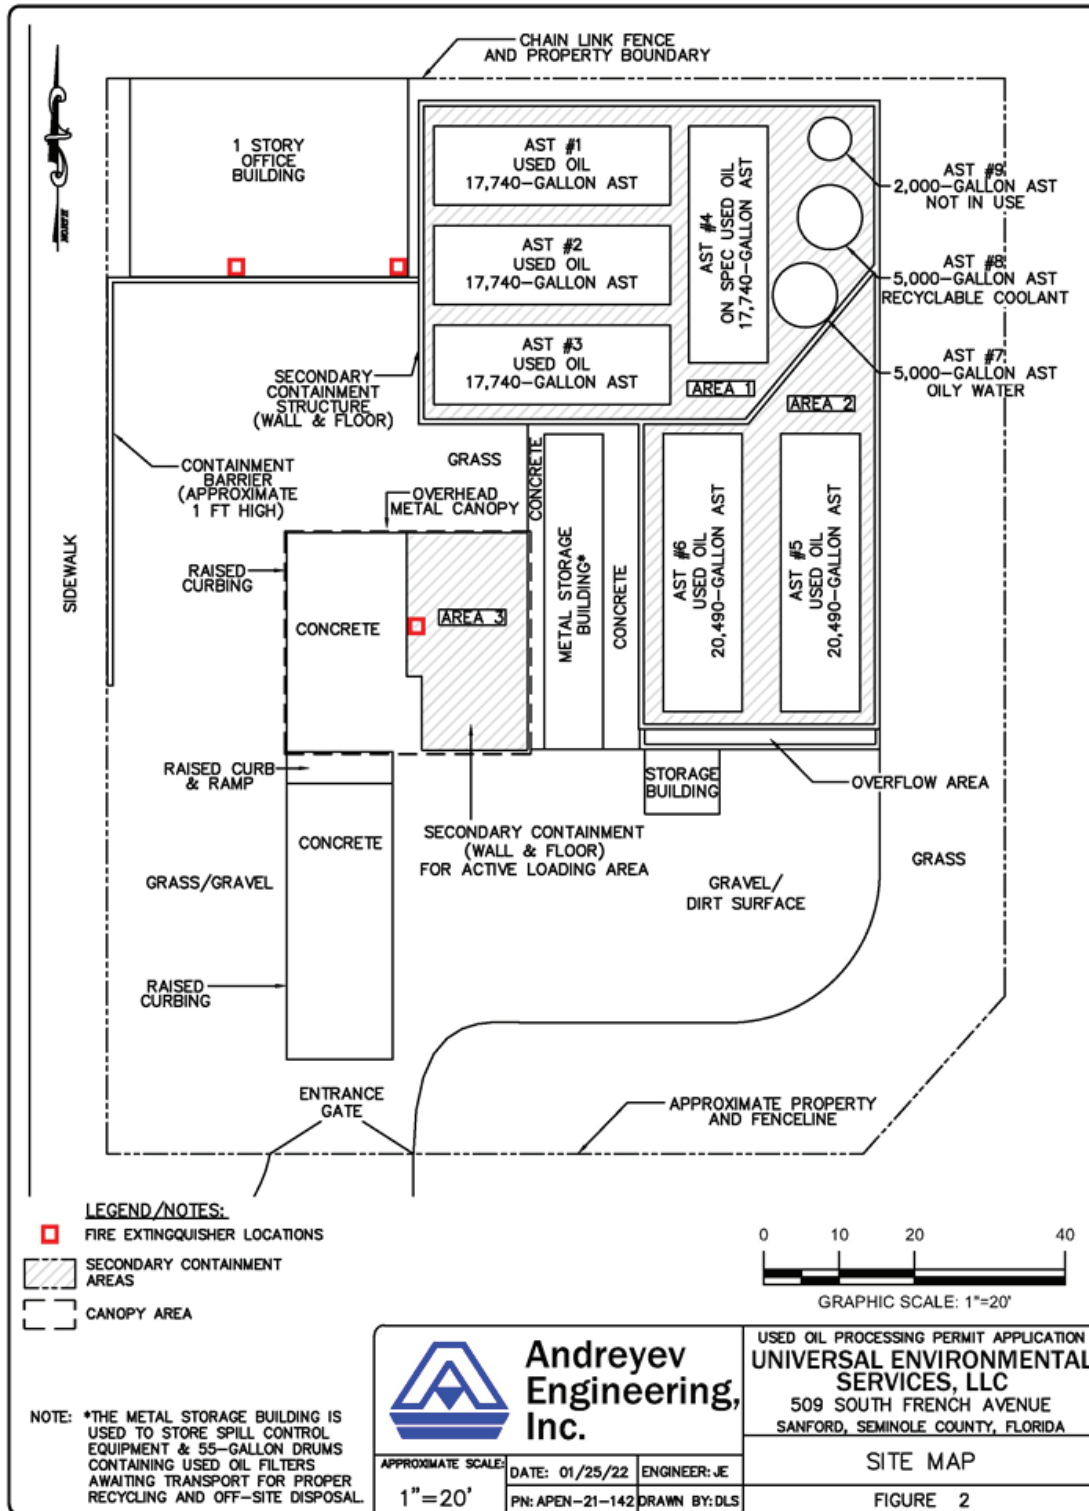 CHAIN LINK FENCE
AND PROPERTY BOUNDARY
1 STORY
OFFICE
BUILDING
AST #1
USED OIL
17,740-GALLON AST
AST #2
USED OIL
17,740-GALLON AST
AST #3
USED OIL
17,740-GALLON AST
AST #4
ON SPEC USED OIL
17,740-GALLON AST
AST #9
2,000-GALLON AST
NOT IN USE
AST #8
5,000-GALLON AST
RECYCLABLE COOLANT
AST #7
5,000-GALLON AST
OILY WATER
AREA 1
AREA 2
SECONDARY
CONTAINMENT
STRUCTURE
(WALL & FLOOR)
CONTAINMENT
BARRIER
(APPROXIMATE
1 FT HIGH)
GRASS
OVERHEAD
METAL CANOPY
CONCRETE
METAL STORAGE
BUILDING*
CONCRETE
AST #6
USED OIL
20,490-GALLON AST
AST #5
USED OIL
20,490-GALLON AST
SIDEWALK
RAISED
CURBING
CONCRETE
AREA 3
RAISED CURB
& RAMP
STORAGE
BUILDING
OVERFLOW AREA
CONCRETE
SECONDARY CONTAINMENT
(WALL & FLOOR)
FOR ACTIVE LOADING AREA
GRASS/GRAVEL
GRAVEL/
DIRT SURFACE
GRASS
RAISED
CURBING
ENTRANCE
GATE
APPROXIMATE PROPERTY
AND FENCELINE
LEGEND/NOTES:
FIRE EXTINGQUISHER LOCATIONS
SECONDARY CONTAINMENT
AREAS
CANOPY AREA
0 10 20 40
GRAPHIC SCALE: 1"=20'
NOTE: *THE METAL STORAGE BUILDING IS
USED TO STORE SPILL CONTROL
EQUIPMENT & 55-GALLON DRUMS
CONTAINING USED OIL FILTERS
AWAITING TRANSPORT FOR PROPER
RECYCLING AND OFF-SITE DISPOSAL.
Andreyev
Engineering,
Inc.
APPROXIMATE SCALE:
1"=20'
DATE: 01/25/22
ENGINEER: JE
PN: APEN-21-142
DRAWN BY: DLS
USED OIL PROCESSING PERMIT APPLICATION
UNIVERSAL ENVIRONMENTAL
SERVICES, LLC
509 SOUTH FRENCH AVENUE
SANFORD, SEMINOLE COUNTY, FLORIDA
SITE MAP
FIGURE 2